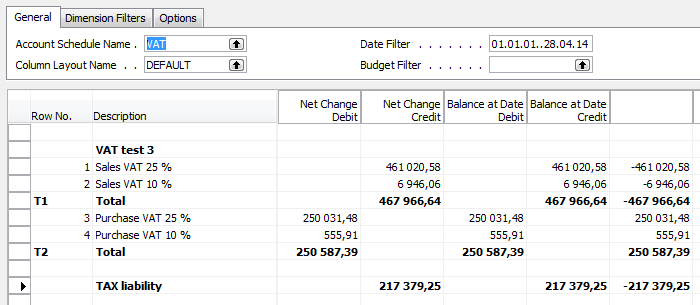 General Dimension Filters Options
Account Schedule Name . VAT Date Filter . . . . . . 01.01.01..28.04.14
Column Layout Name . . DEFAULT Budget Filter . . . . . .
Row No. Description Net Change Debit Net Change Credit Balance at Date Debit Balance at Date Credit
VAT test 3
1 Sales VAT 25 % 461 020,58 461 020,58 -461 020,58
2 Sales VAT 10 % 6 946,06 6 946,06 -6 946,06
T1 Total 467 966,64 467 966,64 -467 966,64
3 Purchase VAT 25 % 250 031,48 250 031,48 250 031,48
4 Purchase VAT 10 % 555,91 555,91 555,91
T2 Total 250 587,39 250 587,39 250 587,39
TAX liability 217 379,25 217 379,25 -217 379,25